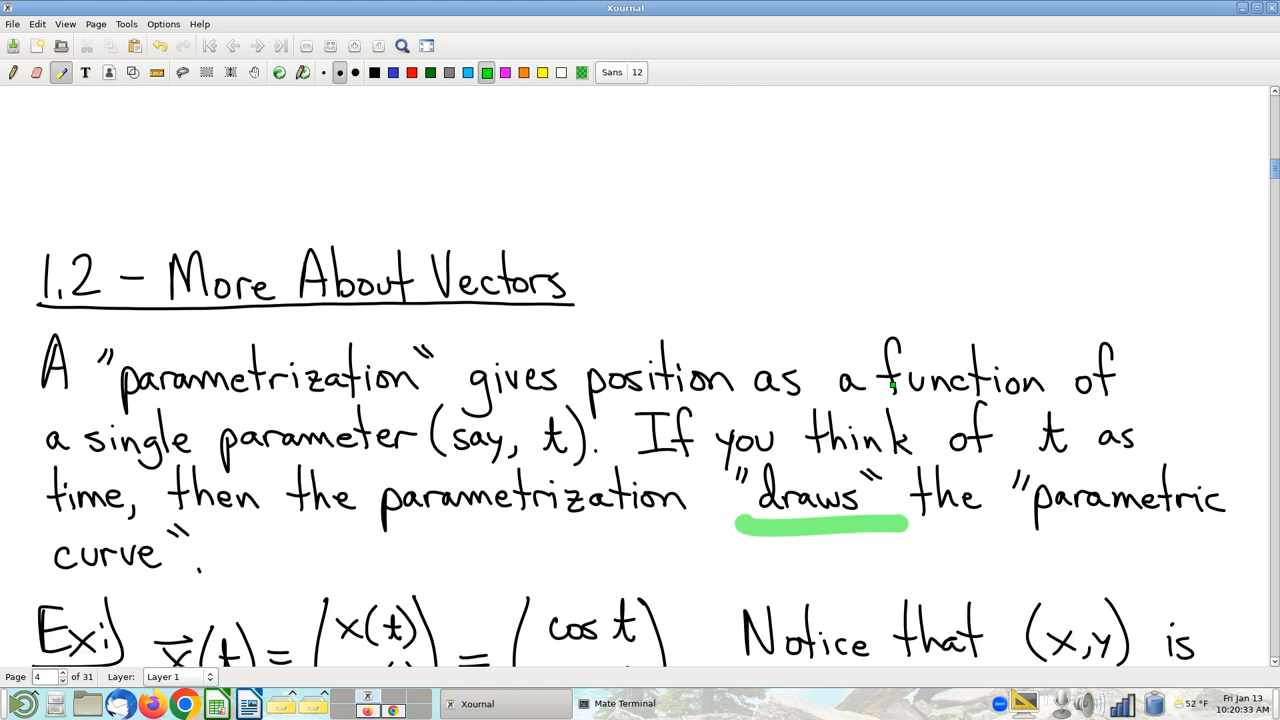 Xournal
File Edit View Page Tools Options Help
Sans 12
1.2 - More About Vectors
A "parametrization" gives position as a function of
a single parameter (say, t). If you think of t as
time, then the parametrization "draws" the "parametric
curve".
Ex:) x(t) = (x(t) = (cos t Notice that (x,y) is
Page 4 of 31 Layer: Layer 1
Xournal Mate Terminal 52 °F Fri Jan 13
10:20:33 AM